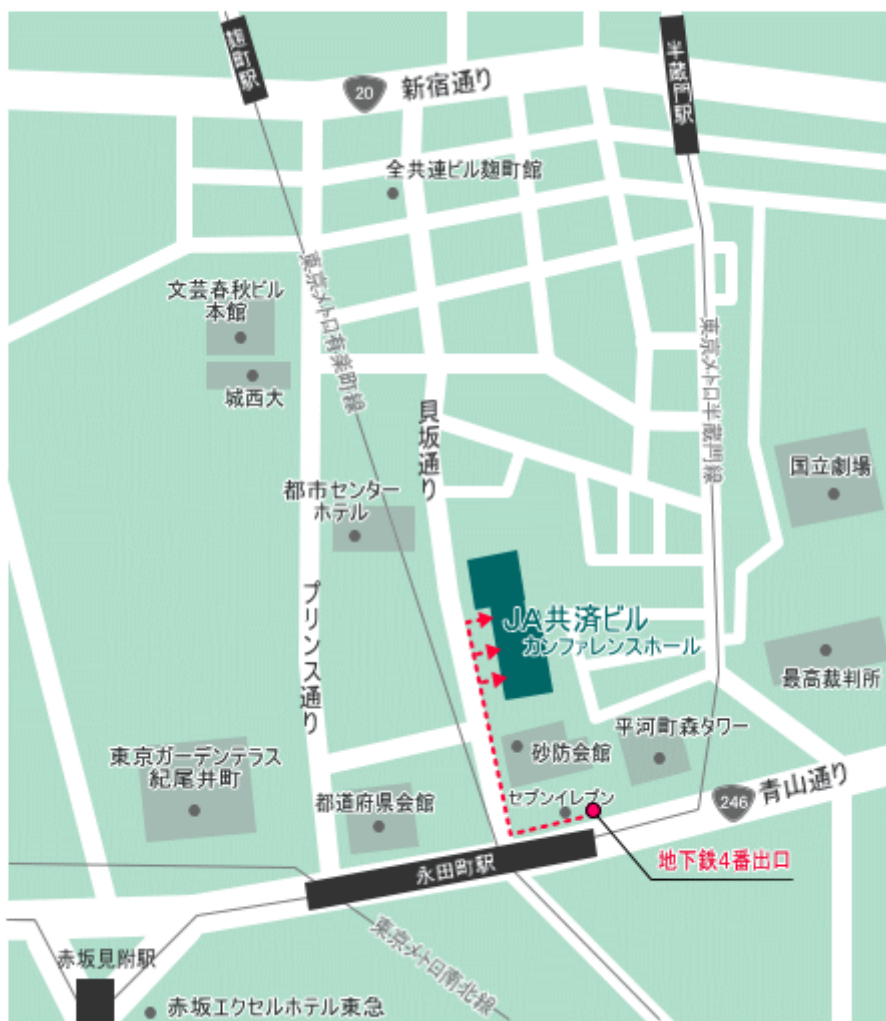 麹町駅
20
新宿通り
半蔵門駅
全共連ビル麹町館
文芸春秋ビル
本館
東京メトロ有楽町線
東京メトロ半蔵門線
城西大
貝坂通り
国立劇場
都市センター
ホテル
プリンス通り
JA共済ビル
カンファレンスホール
最高裁判所
平河町森タワー
砂防会館
東京ガーデンテラス
紀尾井町
都道府県会館
セブンイレブン
246
青山通り
地下鉄4番出口
永田町駅
東京メトロ南北線
赤坂見附駅
赤坂エクセルホテル東急